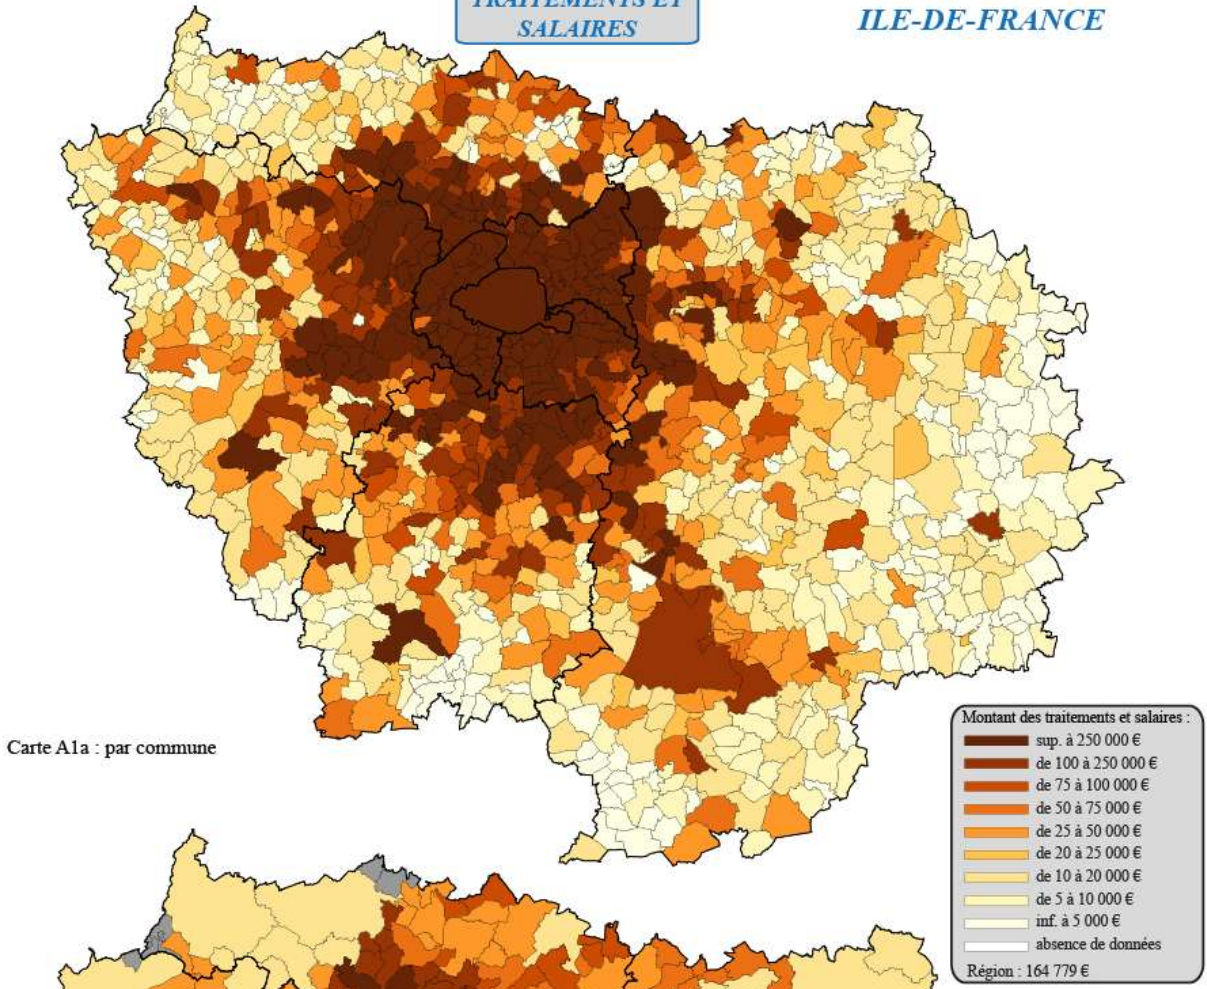 TRAITEMENTS ET
SALAIRES
ILE-DE-FRANCE
Carte A1a : par commune
Montant des traitements et salaires :
sup. à 250 000 €
de 100 à 250 000 €
de 75 à 100 000 €
de 50 à 75 000 €
de 25 à 50 000 €
de 20 à 25 000 €
de 10 à 20 000 €
de 5 à 10 000 €
inf. à 5 000 €
absence de données
Région : 164 779 €